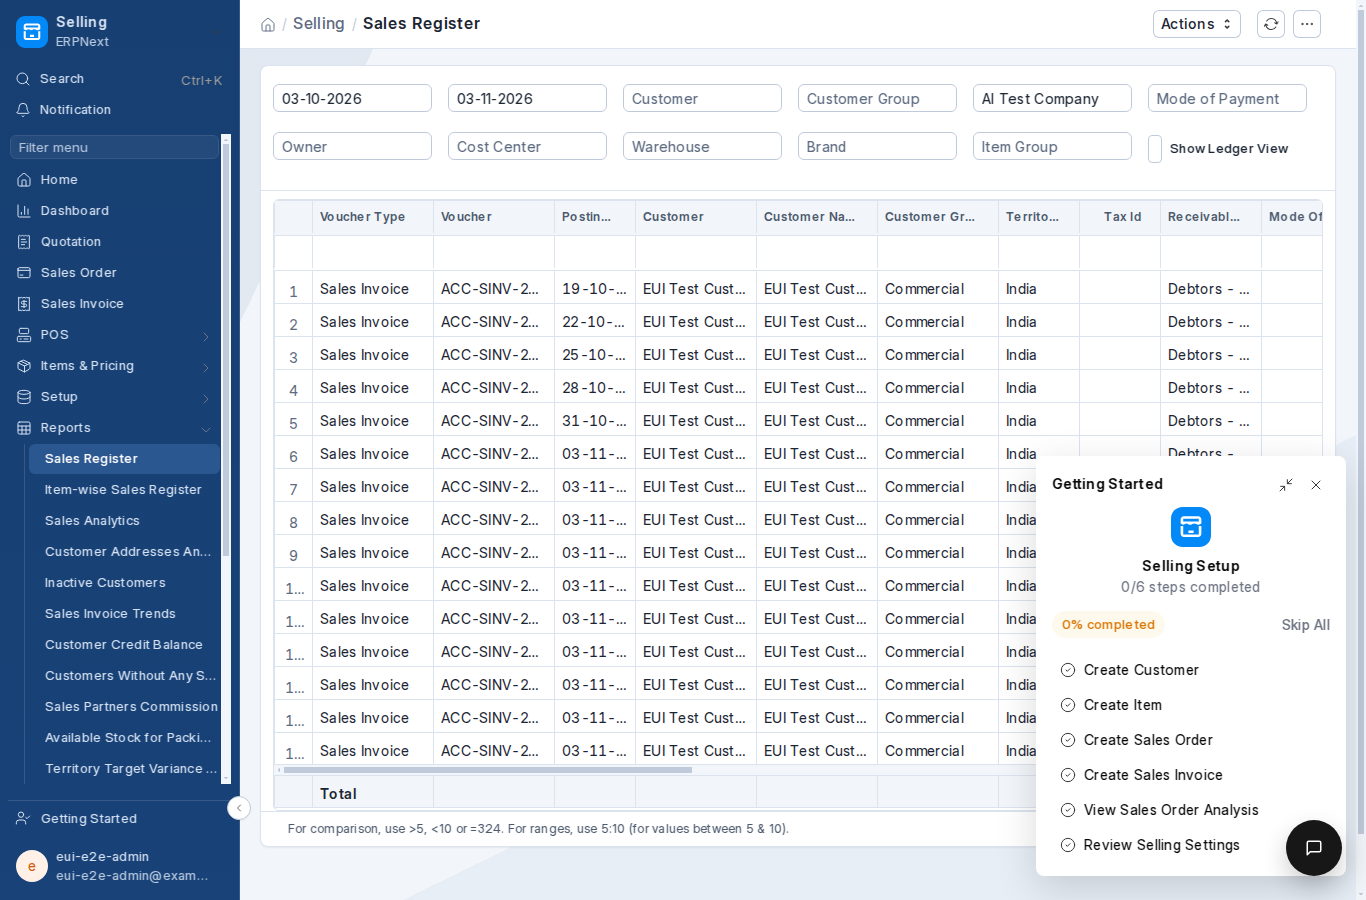 Selling
ERPNext
Search Ctrl+K
Notification
Filter menu
Home
Dashboard
Quotation
Sales Order
Sales Invoice
POS
Items & Pricing
Setup
Reports
Sales Register
Item-wise Sales Register
Sales Analytics
Customer Addresses An...
Inactive Customers
Sales Invoice Trends
Customer Credit Balance
Customers Without Any S...
Sales Partners Commission
Available Stock for Packi...
Territory Target Variance ...
Getting Started
e
eui-e2e-admin
eui-e2e-admin@exam...
/ Selling / Sales Register
Actions
03-10-2026 03-11-2026 Customer Customer Group AI Test Company Mode of Payment
Owner Cost Center Warehouse Brand Item Group Show Ledger View
Voucher Type Voucher Postin... Customer Customer Na... Customer Gr... Territo... Tax Id Receivabl... Mode Of
1 Sales Invoice ACC-SINV-2... 19-10-... EUI Test Cust... EUI Test Cust... Commercial India Debtors - ...
2 Sales Invoice ACC-SINV-2... 22-10-... EUI Test Cust... EUI Test Cust... Commercial India Debtors - ...
3 Sales Invoice ACC-SINV-2... 25-10-... EUI Test Cust... EUI Test Cust... Commercial India Debtors - ...
4 Sales Invoice ACC-SINV-2... 28-10-... EUI Test Cust... EUI Test Cust... Commercial India Debtors - ...
5 Sales Invoice ACC-SINV-2... 31-10-... EUI Test Cust... EUI Test Cust... Commercial India Debtors - ...
6 Sales Invoice ACC-SINV-2... 03-11-... EUI Test Cust... EUI Test Cust... Commercial India Debtors - ...
7 Sales Invoice ACC-SINV-2... 03-11-... EUI Test Cust... EUI Test Cust... Commercial India
8 Sales Invoice ACC-SINV-2... 03-11-... EUI Test Cust... EUI Test Cust... Commercial India
9 Sales Invoice ACC-SINV-2... 03-11-... EUI Test Cust... EUI Test Cust... Commercial India
1... Sales Invoice ACC-SINV-2... 03-11-... EUI Test Cust... EUI Test Cust... Commercial India
1... Sales Invoice ACC-SINV-2... 03-11-... EUI Test Cust... EUI Test Cust... Commercial India
1... Sales Invoice ACC-SINV-2... 03-11-... EUI Test Cust... EUI Test Cust... Commercial India
1... Sales Invoice ACC-SINV-2... 03-11-... EUI Test Cust... EUI Test Cust... Commercial India
1... Sales Invoice ACC-SINV-2... 03-11-... EUI Test Cust... EUI Test Cust... Commercial India
1... Sales Invoice ACC-SINV-2... 03-11-... EUI Test Cust... EUI Test Cust... Commercial India
Total
For comparison, use >5, <10 or =324. For ranges, use 5:10 (for values between 5 & 10).
Getting Started
Selling Setup
0/6 steps completed
0% completed Skip All
Create Customer
Create Item
Create Sales Order
Create Sales Invoice
View Sales Order Analysis
Review Selling Settings